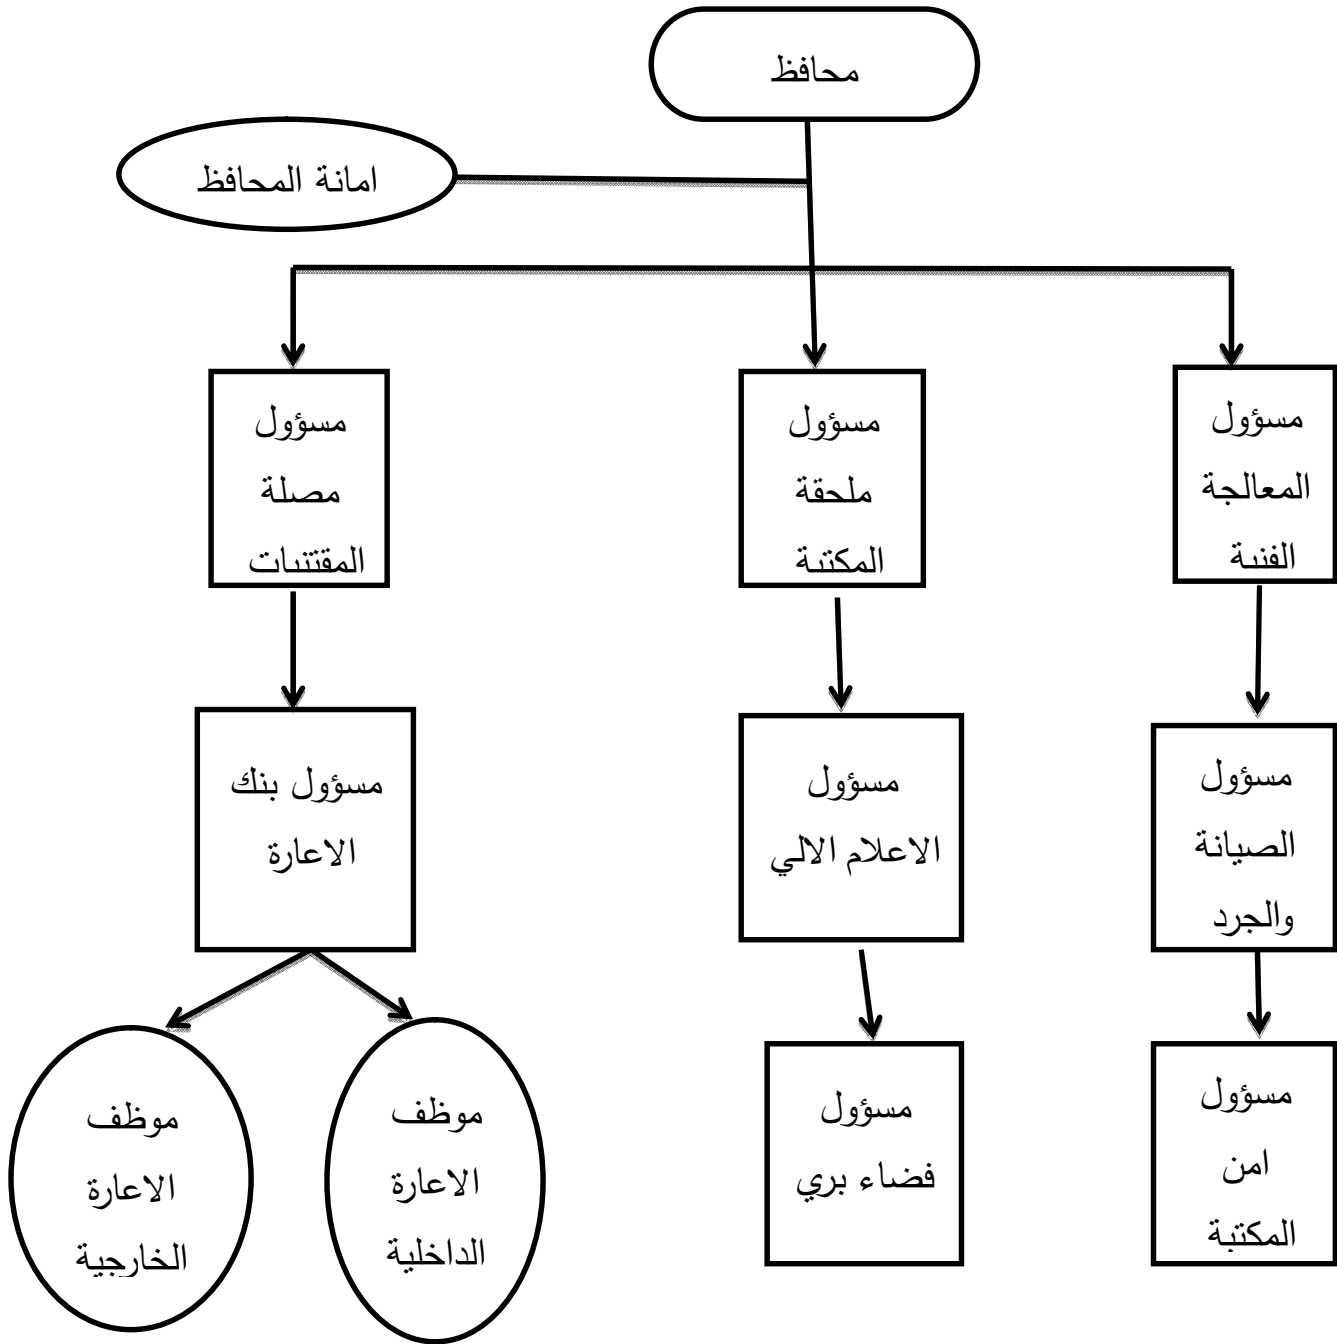 محافظ
امانة المحافظ
مسؤول
المعالجة
الفنية
مسؤول
ملحقة
المكتبة
مسؤول
مصلة
المقتنيات
مسؤول
الصيانة
والجرد
مسؤول
الاعلام الالي
مسؤول بنك
الاعارة
مسؤول
امن
المكتبة
مسؤول
فضاء بري
موظف
الاعارة
الداخلية
موظف
الاعارة
الخارجية